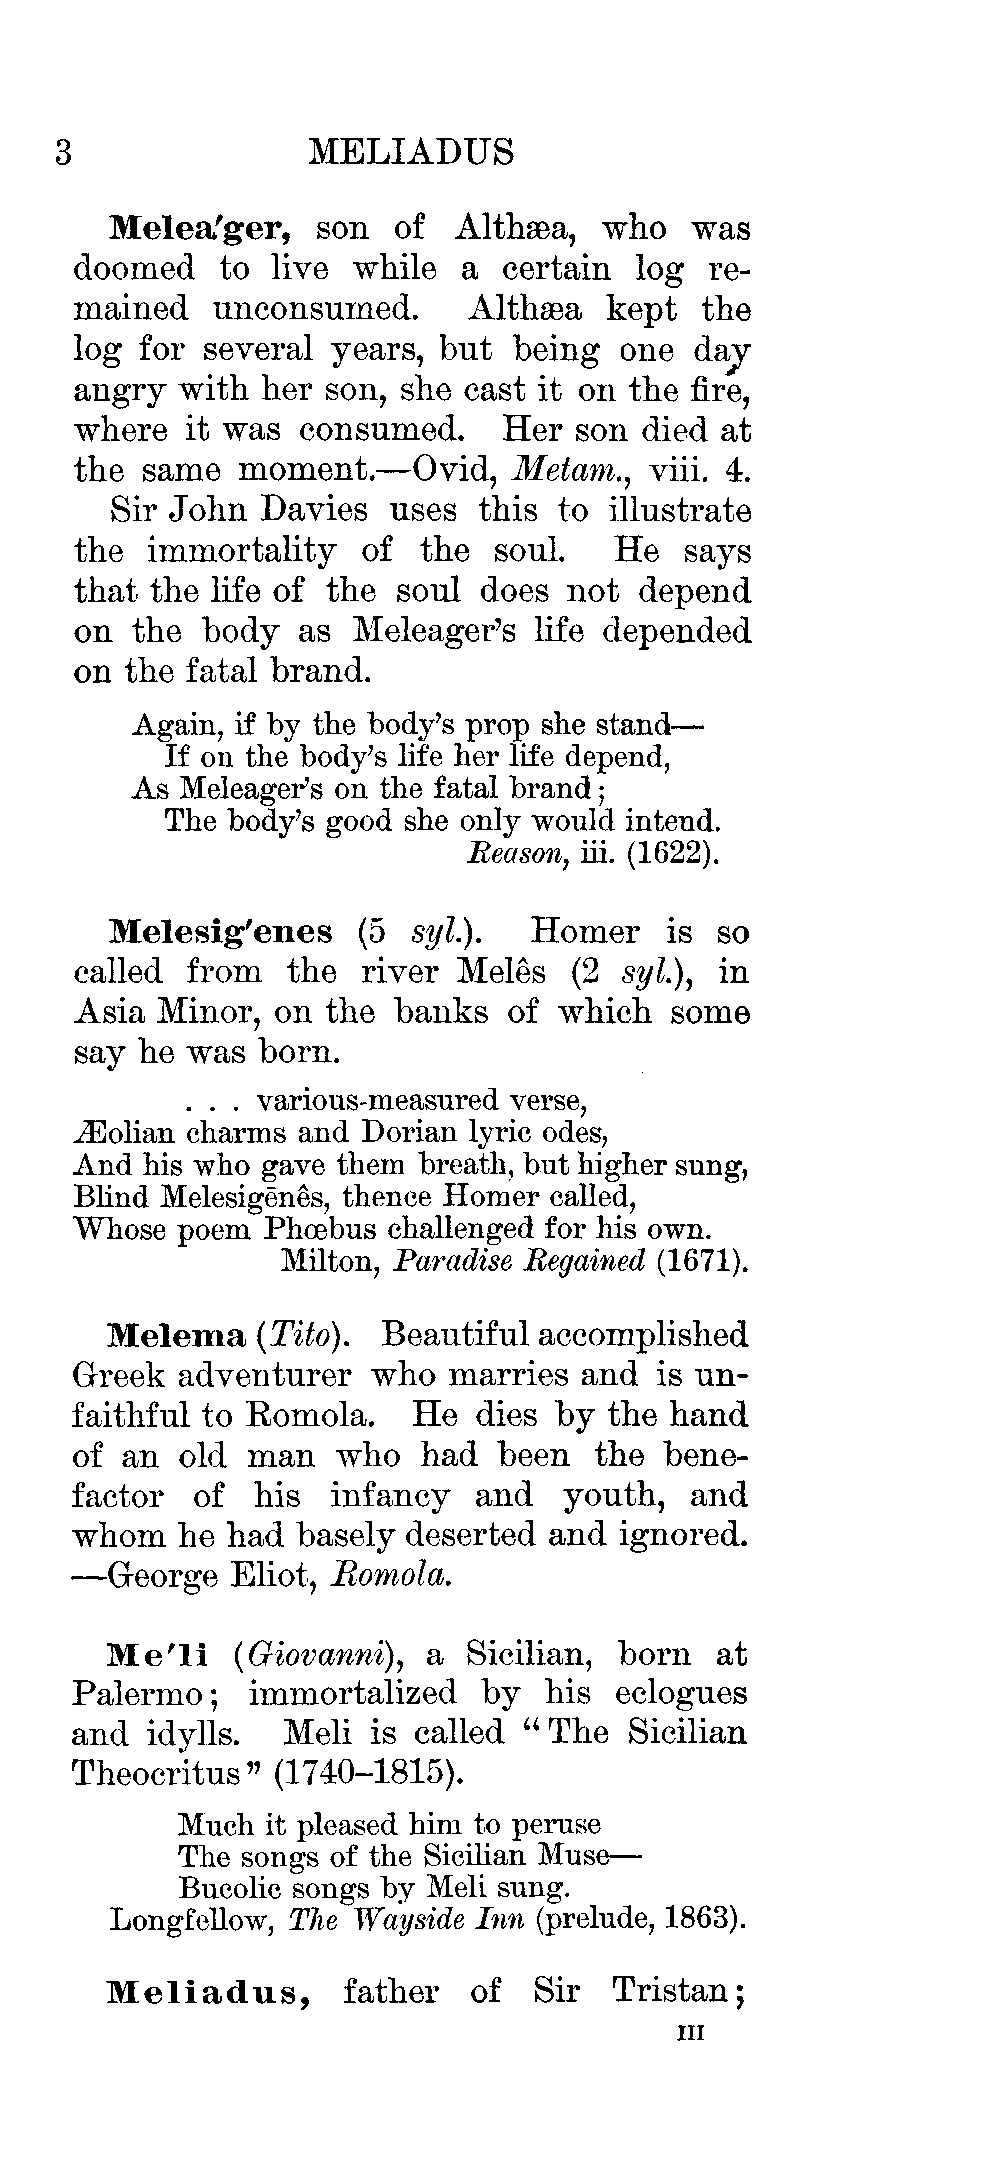 3 MELIADUS
Melea'ger, son of Althæa, who was
doomed to live while a certain log re-
mained unconsumed. Althæa kept the
log for several years, but being one day
angry with her son, she cast it on the fire,
where it was consumed. Her son died at
the same moment.—Ovid, Metam., viii. 4.
Sir John Davies uses this to illustrate
the immortality of the soul. He says
that the life of the soul does not depend
on the body as Meleager's life depended
on the fatal brand.
Again, if by the body's prop she stand—
If on the body's life her life depend,
As Meleager's on the fatal brand;
The body's good she only would intend.
Reason, iii. (1622).
Melesig'enes (5 syl.). Homer is so
called from the river Melês (2 syl.), in
Asia Minor, on the banks of which some
say he was born.
. . . various-measured verse,
Æolian charms and Dorian lyric odes,
And his who gave them breath, but higher sung,
Blind Melesigēnês, thence Homer called,
Whose poem Phœbus challenged for his own.
Milton, Paradise Regained (1671).
Melema (Tito). Beautiful accomplished
Greek adventurer who marries and is un-
faithful to Romola. He dies by the hand
of an old man who had been the bene-
factor of his infancy and youth, and
whom he had basely deserted and ignored.
—George Eliot, Romola.
Me'li (Giovanni), a Sicilian, born at
Palermo; immortalized by his eclogues
and idylls. Meli is called "The Sicilian
Theocritus" (1740–1815).
Much it pleased him to peruse
The songs of the Sicilian Muse—
Bucolic songs by Meli sung.
Longfellow, The Wayside Inn (prelude, 1863).
Meliadus, father of Sir Tristan;
III